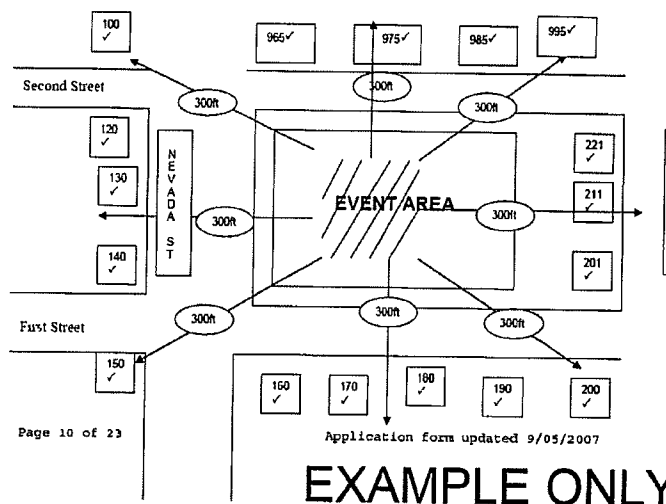 100 ✓
965✓ 975✓ 985✓ 995✓
Second Street
300ft
300ft
300ft
120 ✓
130 ✓
140 ✓
NEVADA ST
300ft
EVENT AREA
300ft
221 ✓
211 ✓
201 ✓
First Street
300ft
300ft
300ft
150 ✓
160 ✓
170 ✓
180 ✓
190 ✓
200 ✓
Page 10 of 23
Application form updated 9/05/2007
EXAMPLE ONLY